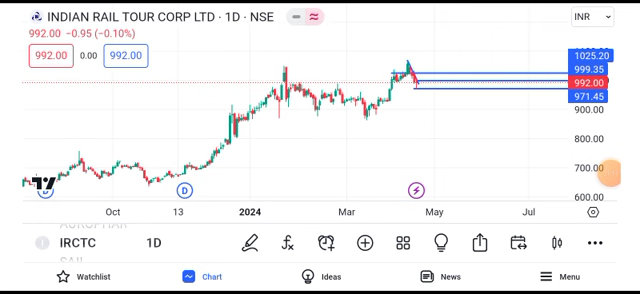 INDIAN RAIL TOUR CORP LTD · 1D · NSE
INR
992.00 −0.95 (−0.10%)
992.00 0.00 992.00
1025.20
999.35
992.00
971.45
900.00
800.00
700.00
600.00
D D
Oct 13 2024 Mar May Jul
IRCTC 1D
SAIL
Watchlist Chart Ideas News Menu